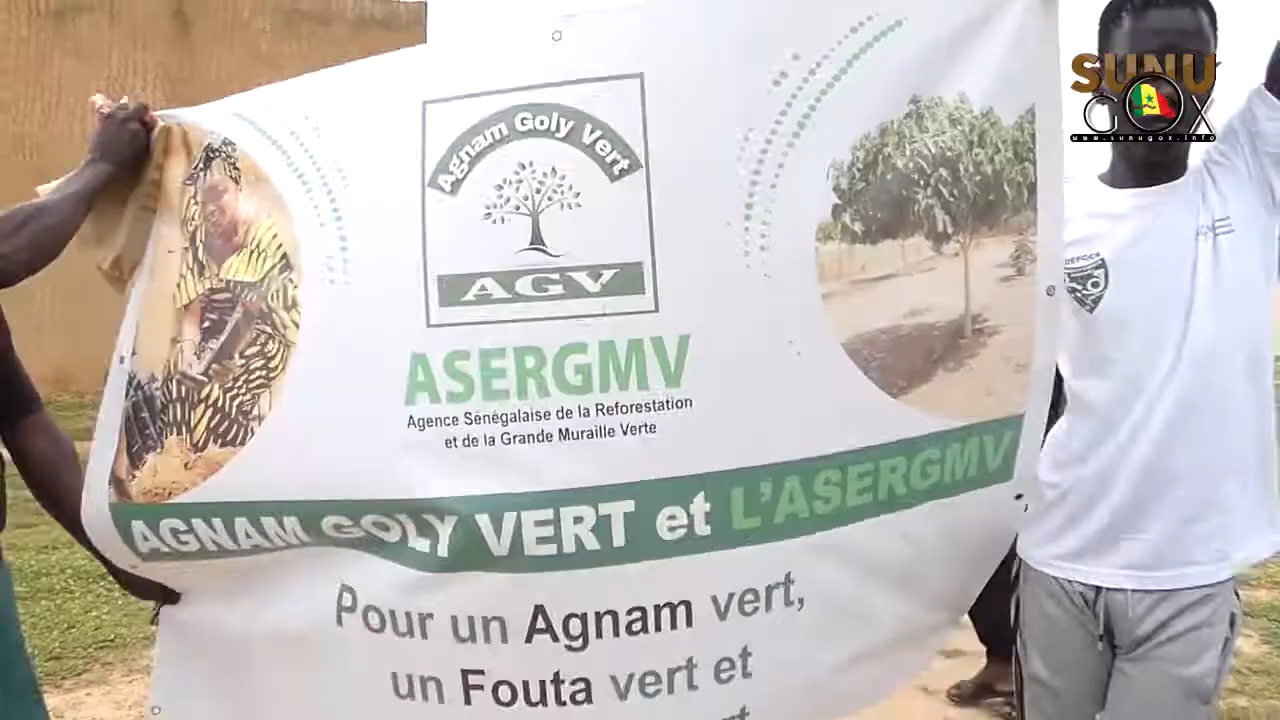 SUNU
GOX
www.sunugox.info
Agnam Goly Vert
AGV
ASERGMV
Agence Sénégalaise de la Reforestation
et de la Grande Muraille Verte
AGNAM GOLY VERT et L'ASERGMV
Pour un Agnam vert,
un Fouta vert et